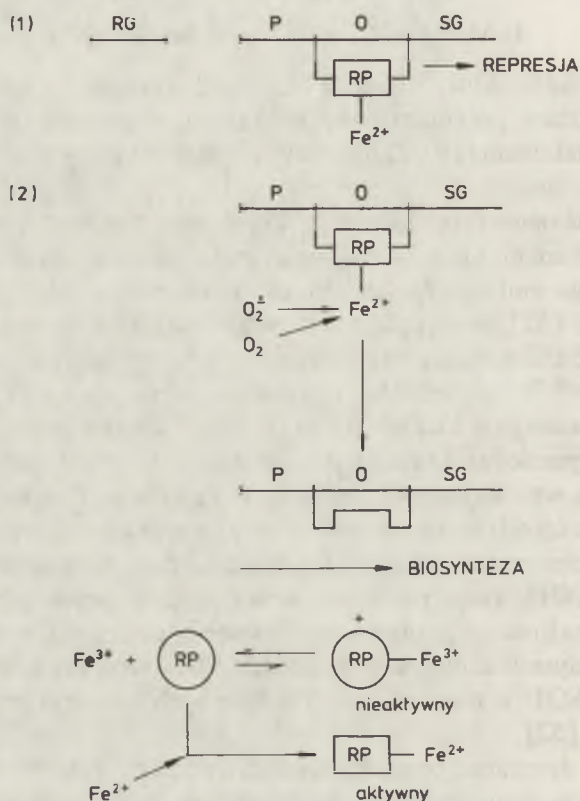 (1) RG P O SG
RP → REPRESJA
Fe²⁺
(2) P O SG
RP
O₂∸ → Fe²⁺
O₂
P O SG
→ BIOSYNTEZA
+
Fe³⁺ + RP ⇌ RP — Fe³⁺
nieaktywny
RP — Fe²⁺
Fe²⁺ aktywny